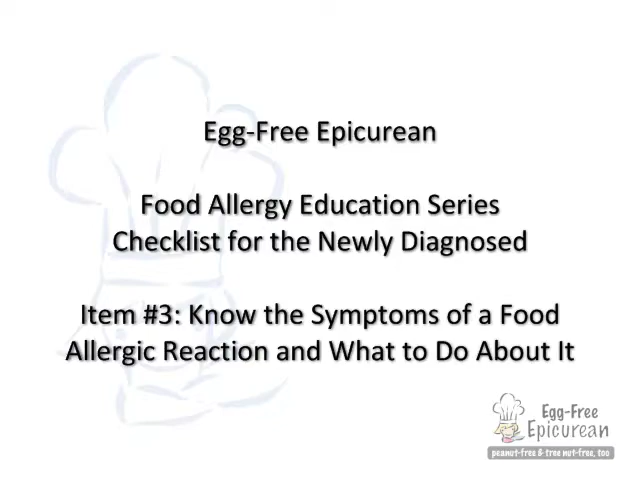 Egg-Free Epicurean
Food Allergy Education Series
Checklist for the Newly Diagnosed
Item #3: Know the Symptoms of a Food
Allergic Reaction and What to Do About It
Egg-Free
Epicurean
peanut-free & tree nut-free, too